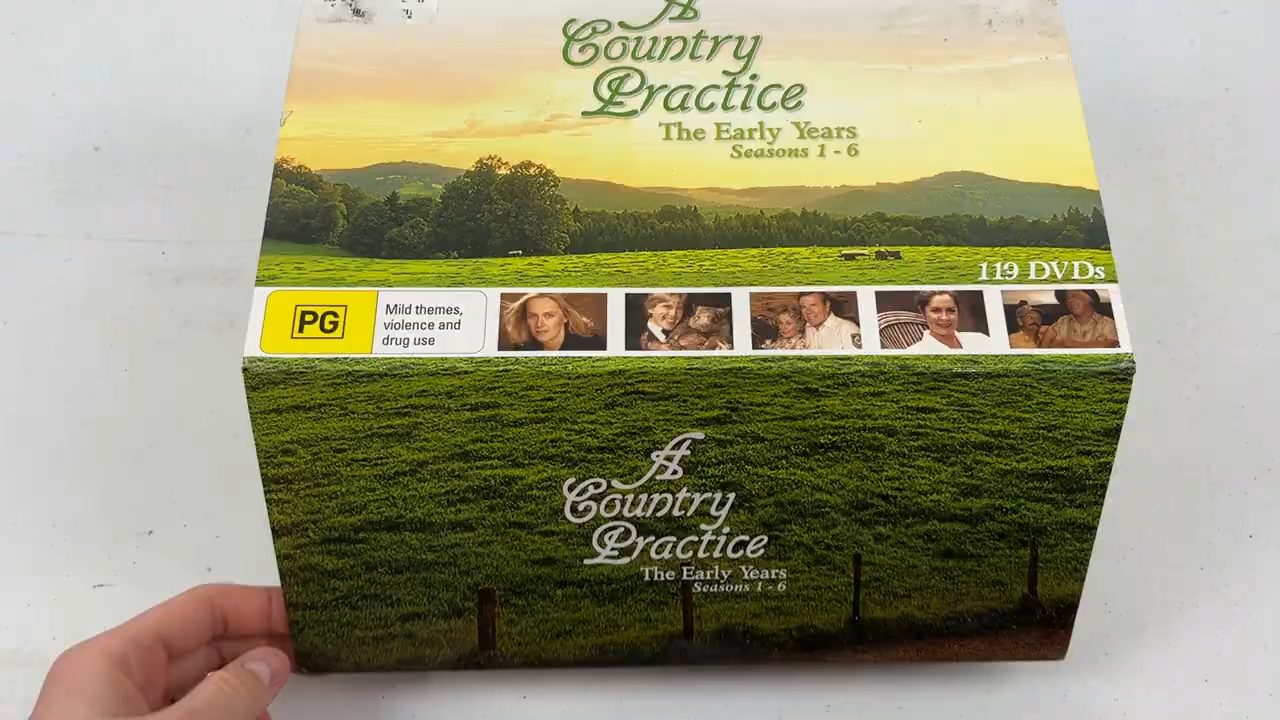 A
Country
Practice
The Early Years
Seasons 1 - 6
119 DVDs
PG
Mild themes,
violence and
drug use
A
Country
Practice
The Early Years
Seasons 1 - 6